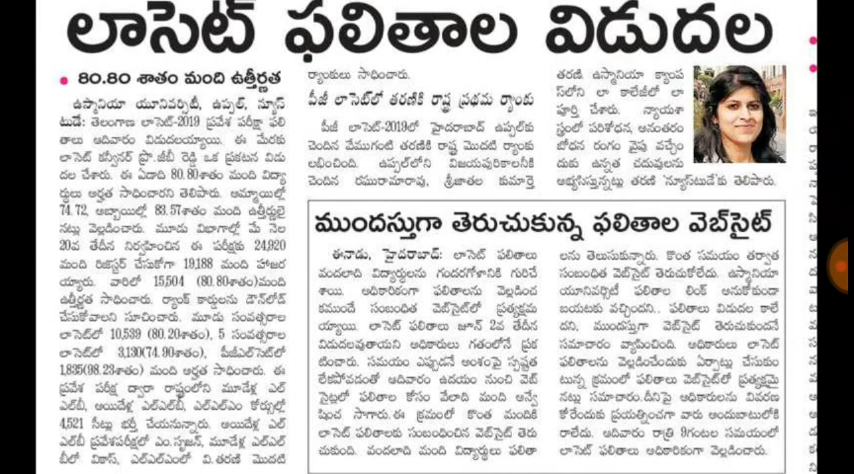 లాసెట్ ఫలితాల విడుదల
• 80.80 శాతం మంది ఉత్తీర్ణత
ఉస్మానియా యూనివర్సిటీ, ఉప్పల్, న్యూస్
టుడే: తెలంగాణ లాసెట్-2019 ప్రవేశ పరీక్షా ఫలి
తాలు ఆదివారం విడుదలయ్యాయి. ఈ మేరకు
లాసెట్ కన్వీనర్ ప్రొ.జీబీ రెడ్డి ఒక ప్రకటన విడు
దల చేశారు. ఈ ఏడాది 80.80శాతం మంది విద్యా
ర్థులు అర్హత సాధించారని తెలిపారు. అమ్మాయిల్లో
74.72, అబ్బాయిల్లో 83.57శాతం మంది ఉత్తీర్ణులై
నట్లు వెల్లడించారు. మూడు విభాగాల్లో మే నెల
20వ తేదీన నిర్వహించిన ఈ పరీక్షకు 24,920
మంది రిజిస్టర్ చేసుకోగా 19,188 మంది హాజర
య్యారు. వారిలో 15,504 (80.80శాతం)మంది
ఉత్తీర్ణత సాధించారు. ర్యాంక్ కార్డులను డౌన్‌లోడ్
చేసుకోవాలని సూచించారు. మూడు సంవత్సరాల
లాసెట్‌లో 10,539 (80.20శాతం), 5 సంవత్సరాల
లాసెట్‌లో 3,130(74.90శాతం), పీజీఎల్‌సెట్‌లో
1,835(98.23శాతం) మంది అర్హత సాధించారు. ఈ
ప్రవేశ పరీక్ష ద్వారా రాష్ట్రంలోని మూడేళ్ల ఎల్
ఎల్‌బీ, అయిదేళ్ల ఎల్‌ఎల్‌బీ, ఎల్‌ఎల్‌ఎం కోర్సుల్లో
4,521 సీట్లు భర్తీ చేయనున్నారు. అయిదేళ్ల ఎల్
ఎల్‌బీ ప్రవేశపరీక్షలో ఎం.సృజన్, మూడేళ్ల ఎల్‌ఎల్
బీలో వికాస్, ఎల్‌ఎల్‌ఎంలో వి.తరణి మొదటి
ర్యాంకులు సాధించారు.
పీజీ లాసెట్‌లో తరణికి రాష్ట్ర ప్రథమ ర్యాంకు
పీజీ లాసెట్-2019లో హైదరాబాద్ ఉప్పల్‌కు
చెందిన వేముగంటి తరణికి రాష్ట్ర మొదటి ర్యాంకు
లభించింది. ఉప్పల్‌లోని విజయపురికాలనీకి
చెందిన రఘురామారావు, శ్రీజాతల కుమార్తె
తరణి ఉస్మానియా క్యాంప
స్‌లోని లా కాలేజీలో లా
పూర్తి చేశారు. న్యాయశా
స్త్రంలో పరిశోధన, అనంతరం
బోధన రంగం వైపు వచ్చేం
దుకు ఉన్నత చదువులను
అభ్యసిస్తున్నట్లు తరణి 'న్యూస్‌టుడే'కు తెలిపారు.
ముందస్తుగా తెరుచుకున్న ఫలితాల వెబ్‌సైట్
ఈనాడు, హైదరాబాద్: లాసెట్ ఫలితాలు
వందలాది విద్యార్థులను గందరగోళానికి గురిచే
శాయి. అధికారికంగా ఫలితాలను వెల్లడించ
కముందే సంబంధిత వెబ్‌సైట్‌లో ప్రత్యక్షమ
య్యాయి. లాసెట్ ఫలితాలు జూన్ 2వ తేదీన
విడుదలవుతాయని అధికారులు గతంలోనే ప్రక
టించారు. సమయం ఎప్పుడనే అంశంపై స్పష్టత
లేకపోవడంతో ఆదివారం ఉదయం నుంచి వెబ్
సైట్లలో ఫలితాల కోసం వేలాది మంది అన్వే
షించ సాగారు.ఈ క్రమంలో కొంత మందికి
లాసెట్ ఫలితాలకు సంబంధించిన వెబ్‌సైట్ తెరు
చుకుంది. వందలాది మంది విద్యార్థులు ఫలితా
లను తెలుసుకున్నారు. కొంత సమయం తర్వాత
సంబంధిత వెబ్‌సైట్ తెరుచుకోలేదు. ఉస్మానియా
యూనివర్సిటీ ఫలితాల లింక్ అనుకోకుండా
బయటకు వచ్చిందని.. ఫలితాలు విడుదల కాలే
దని, ముందస్తుగా వెబ్‌సైట్ తెరుచుకుందనే
సమాచారం వ్యాపించింది. అధికారులు లాసెట్
ఫలితాలను వెల్లడించేందుకు ఏర్పాట్లు చేసుకుం
టున్న క్రమంలో ఫలితాలు వెబ్‌సైట్‌లో ప్రత్యక్షమై
నట్లు సమాచారం.దీనిపై అధికారులను వివరణ
కోరేందుకు ప్రయత్నించగా వారు అందుబాటులోకి
రాలేదు. ఆదివారం రాత్రి 9గంటల సమయంలో
లాసెట్ ఫలితాలు అధికారికంగా వెల్లడించారు.